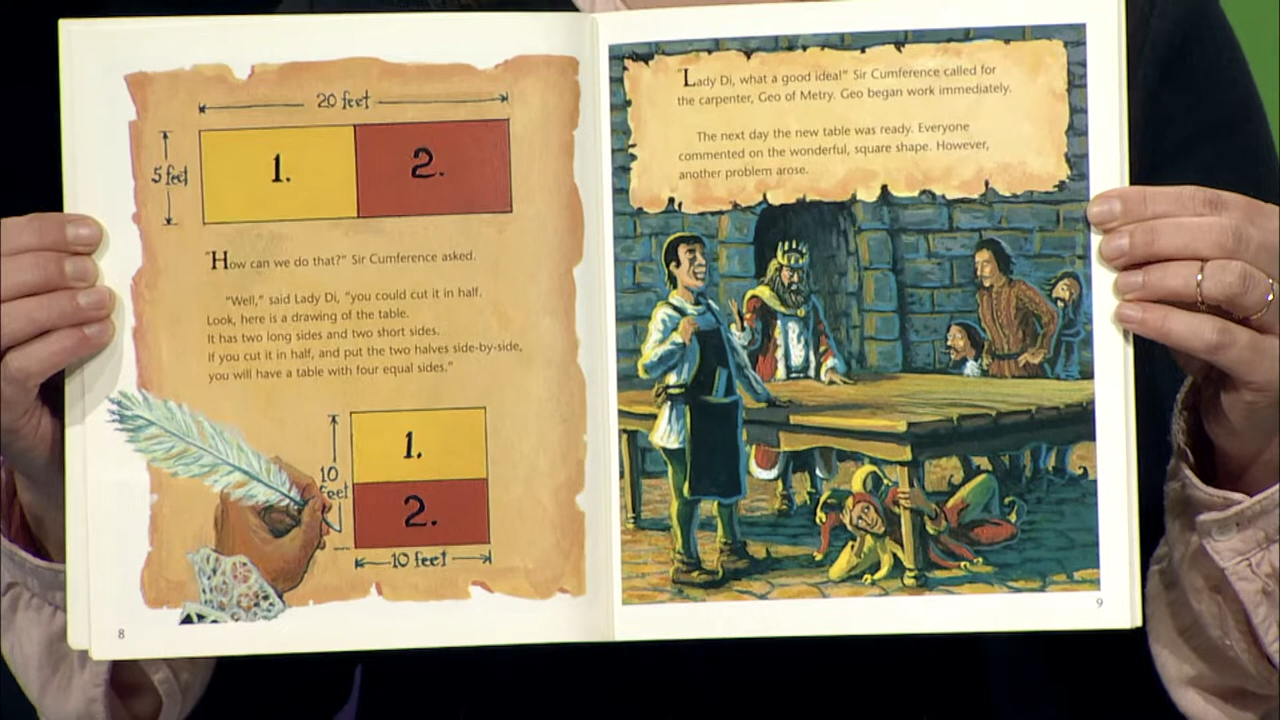 20 feet
5 feet
1.
2.
"How can we do that?" Sir Cumference asked.
"Well," said Lady Di, "you could cut it in half.
Look, here is a drawing of the table.
It has two long sides and two short sides.
If you cut it in half, and put the two halves side-by-side,
you will have a table with four equal sides."
1.
10
feet
2.
10 feet
8
"Lady Di, what a good idea!" Sir Cumference called for
the carpenter, Geo of Metry. Geo began work immediately.
The next day the new table was ready. Everyone
commented on the wonderful, square shape. However,
another problem arose.
9